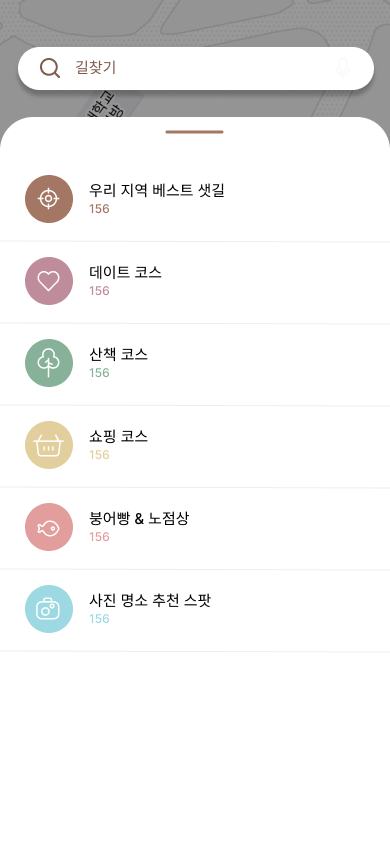 길찾기
우리 지역 베스트 샛길
156
데이트 코스
156
산책 코스
156
쇼핑 코스
156
붕어빵 & 노점상
156
사진 명소 추천 스팟
156